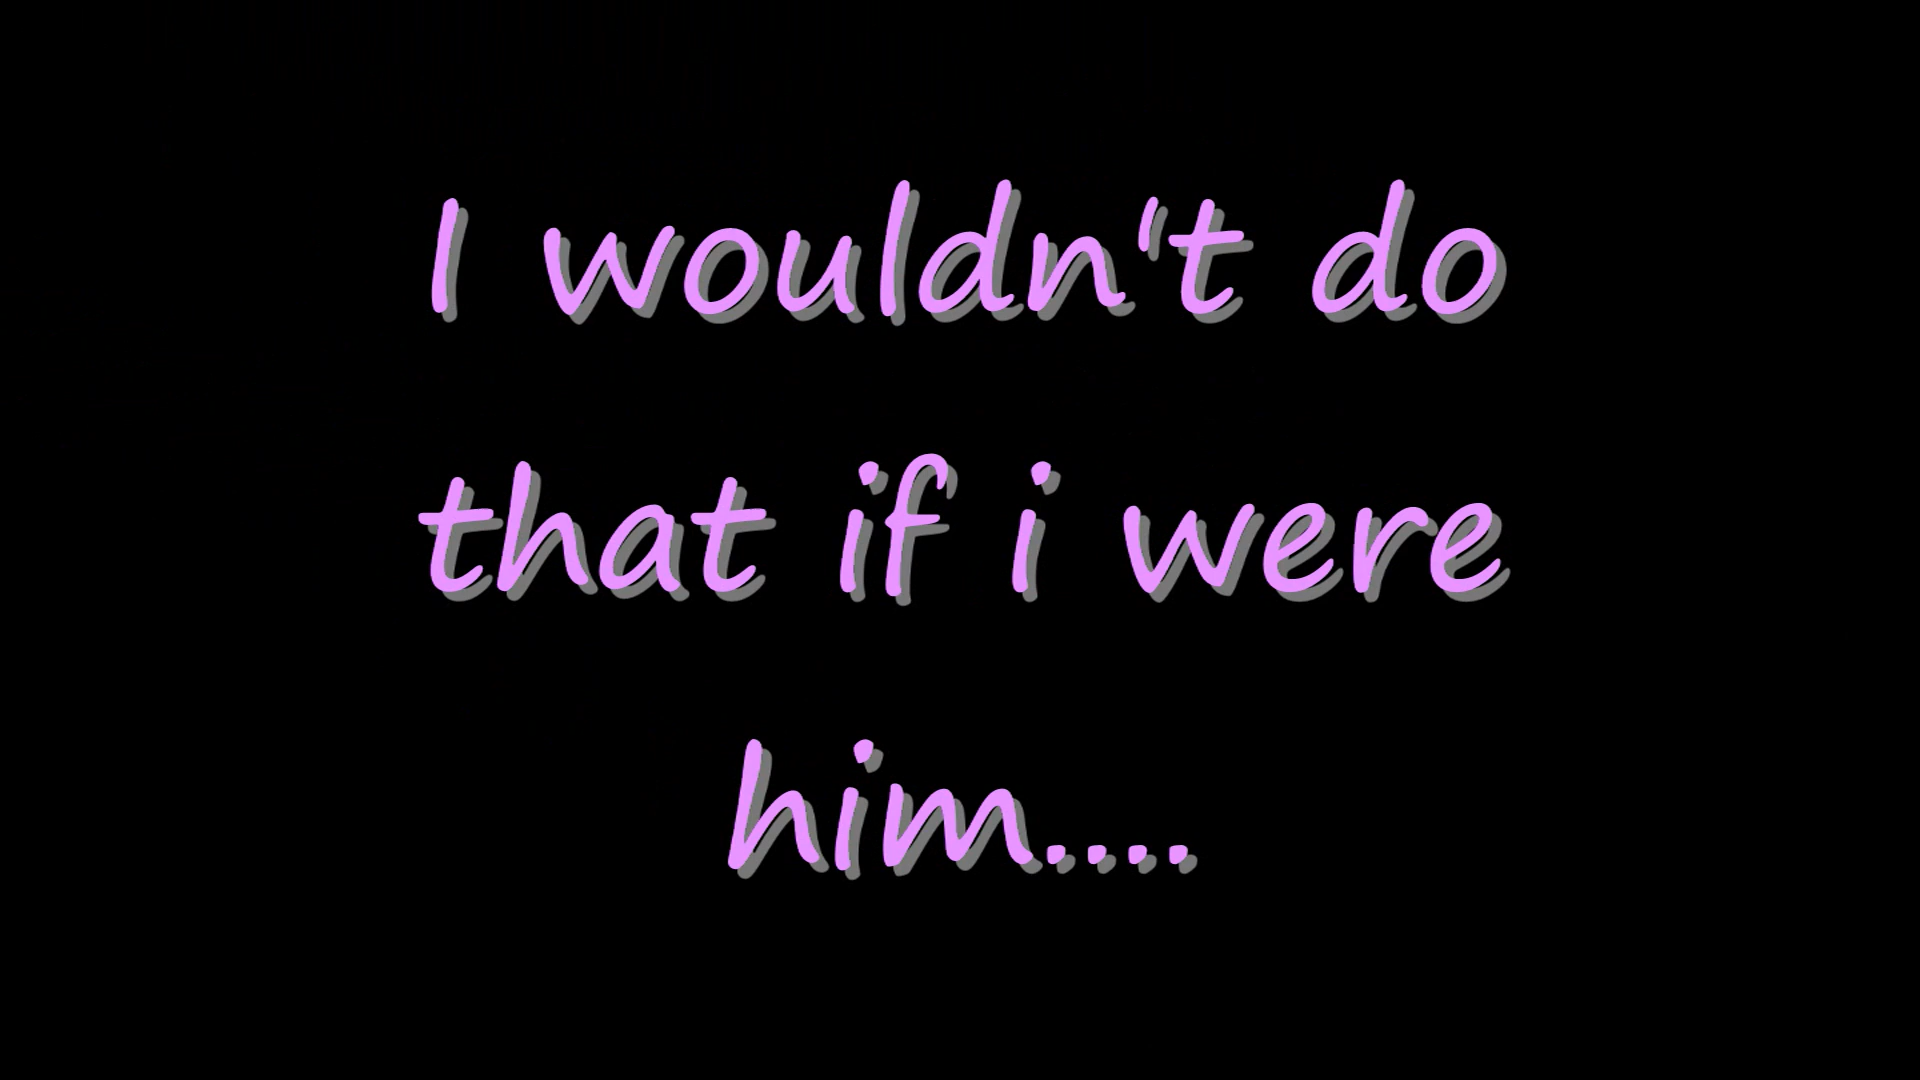 I wouldn't do
that if i were
him....